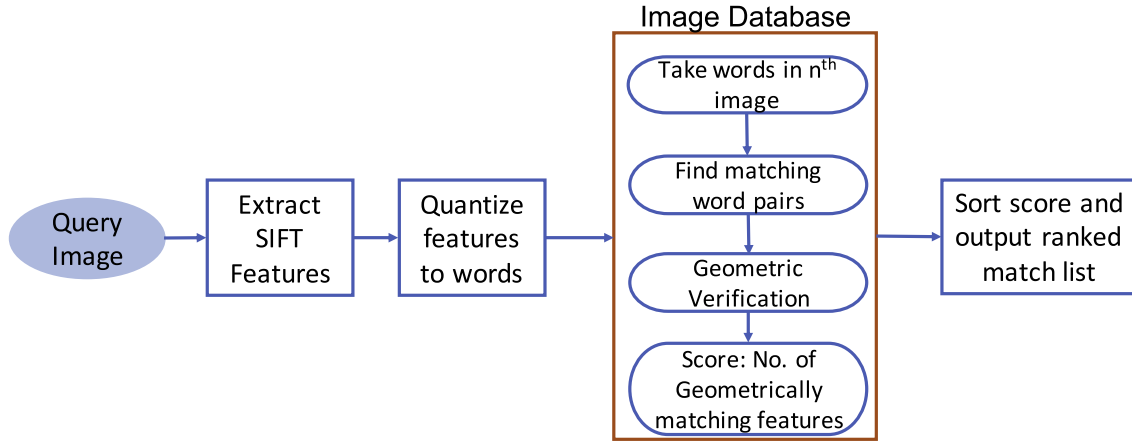 Image Database
Query
Image
Extract
SIFT
Features
Quantize
features
to words
Take words in nth
image
Find matching
word pairs
Geometric
Verification
Score: No. of
Geometrically
matching features
Sort score and
output ranked
match list